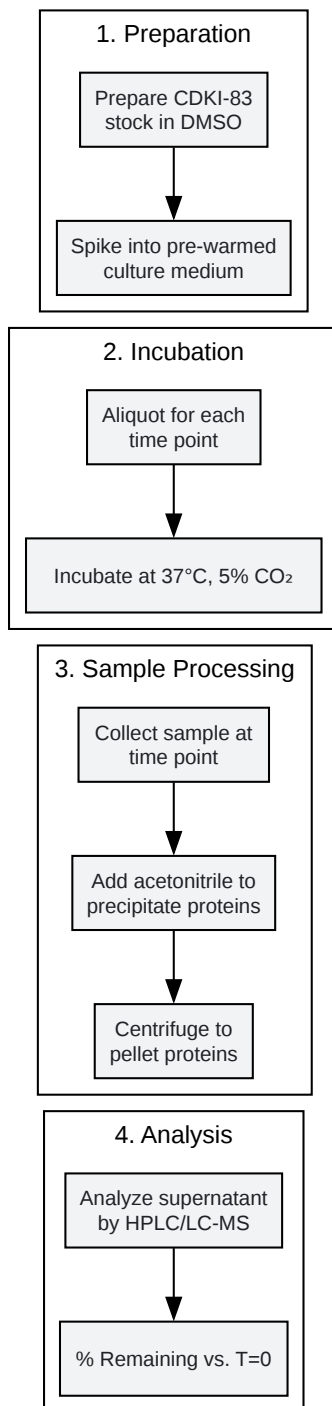 1. Preparation
Prepare CDKI-83
stock in DMSO
Spike into pre-warmed
culture medium
2. Incubation
Aliquot for each
time point
Incubate at 37°C, 5% CO₂
3. Sample Processing
Collect sample at
time point
Add acetonitrile to
precipitate proteins
Centrifuge to
pellet proteins
4. Analysis
Analyze supernatant
by HPLC/LC-MS
% Remaining vs. T=0